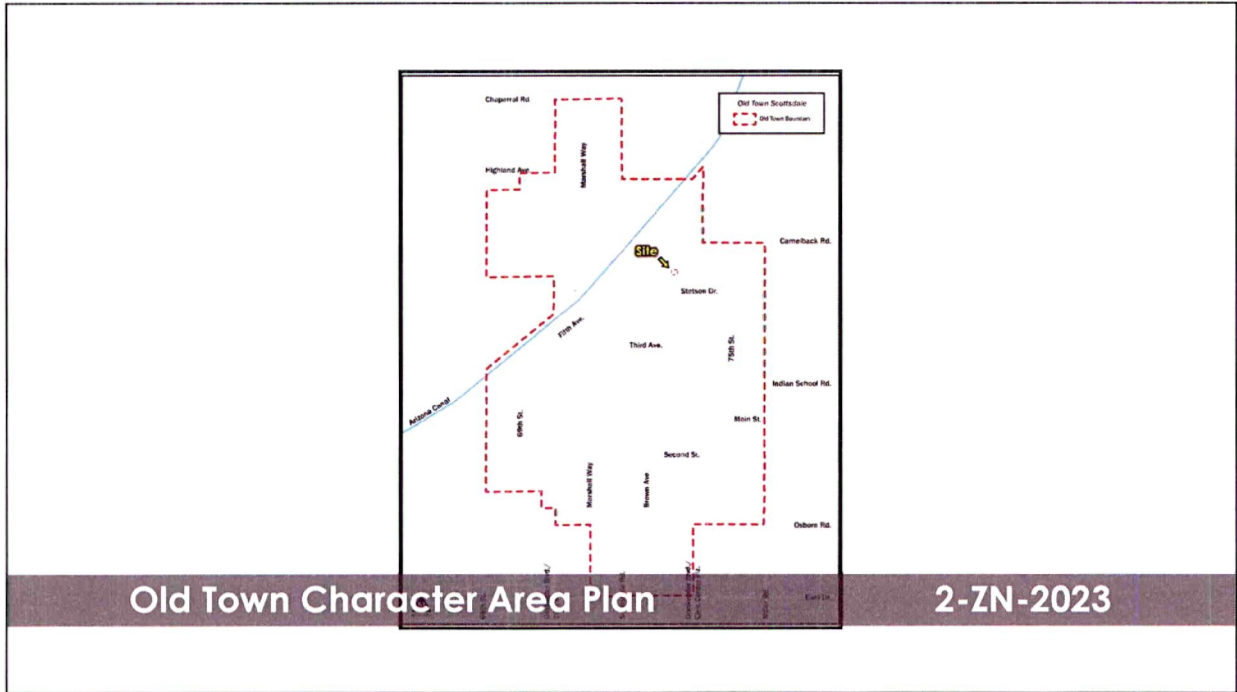 Chaparral Rd.
Old Town Scottsdale
Old Town Boundary
Marshall Way
Highland Ave.
Camelback Rd.
Site
Stetson Dr.
Fifth Ave.
Third Ave.
75th St.
Indian School Rd.
Arizona Canal
69th St.
Main St.
Second St.
Marshall Way
Brown Ave
Osborn Rd.
Old Town Character Area Plan
2-ZN-2023